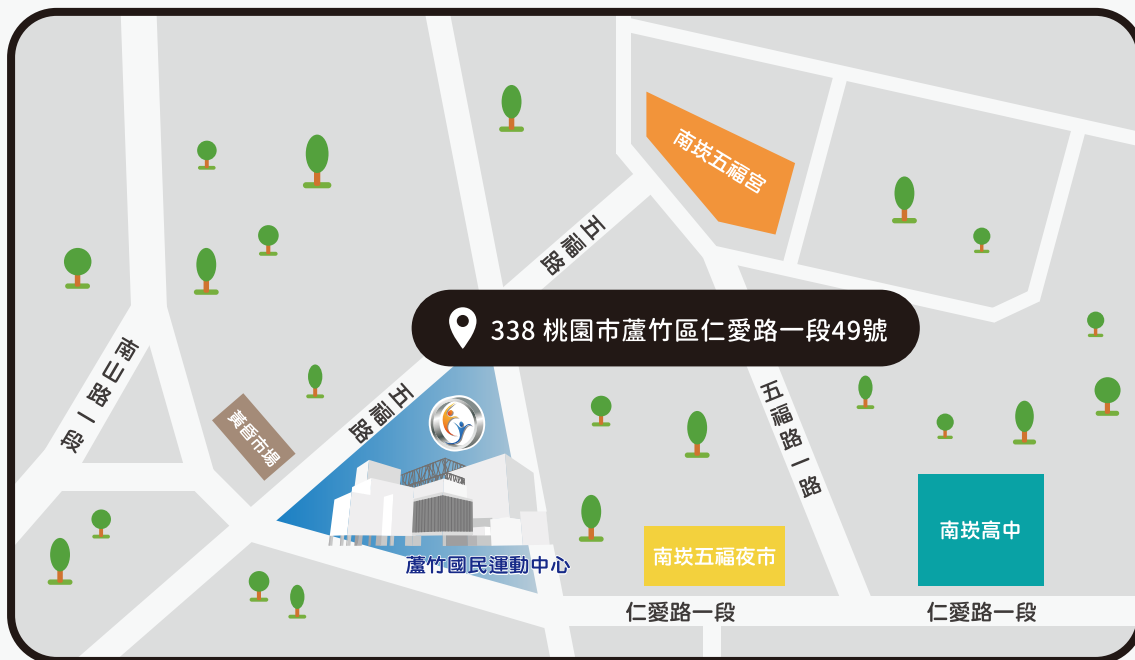 南崁五福宮
五福路
338 桃園市蘆竹區仁愛路一段49號
南山路一段
五福路
五福路一路
黃昏市場
南崁高中
南崁五福夜市
蘆竹國民運動中心
仁愛路一段
仁愛路一段